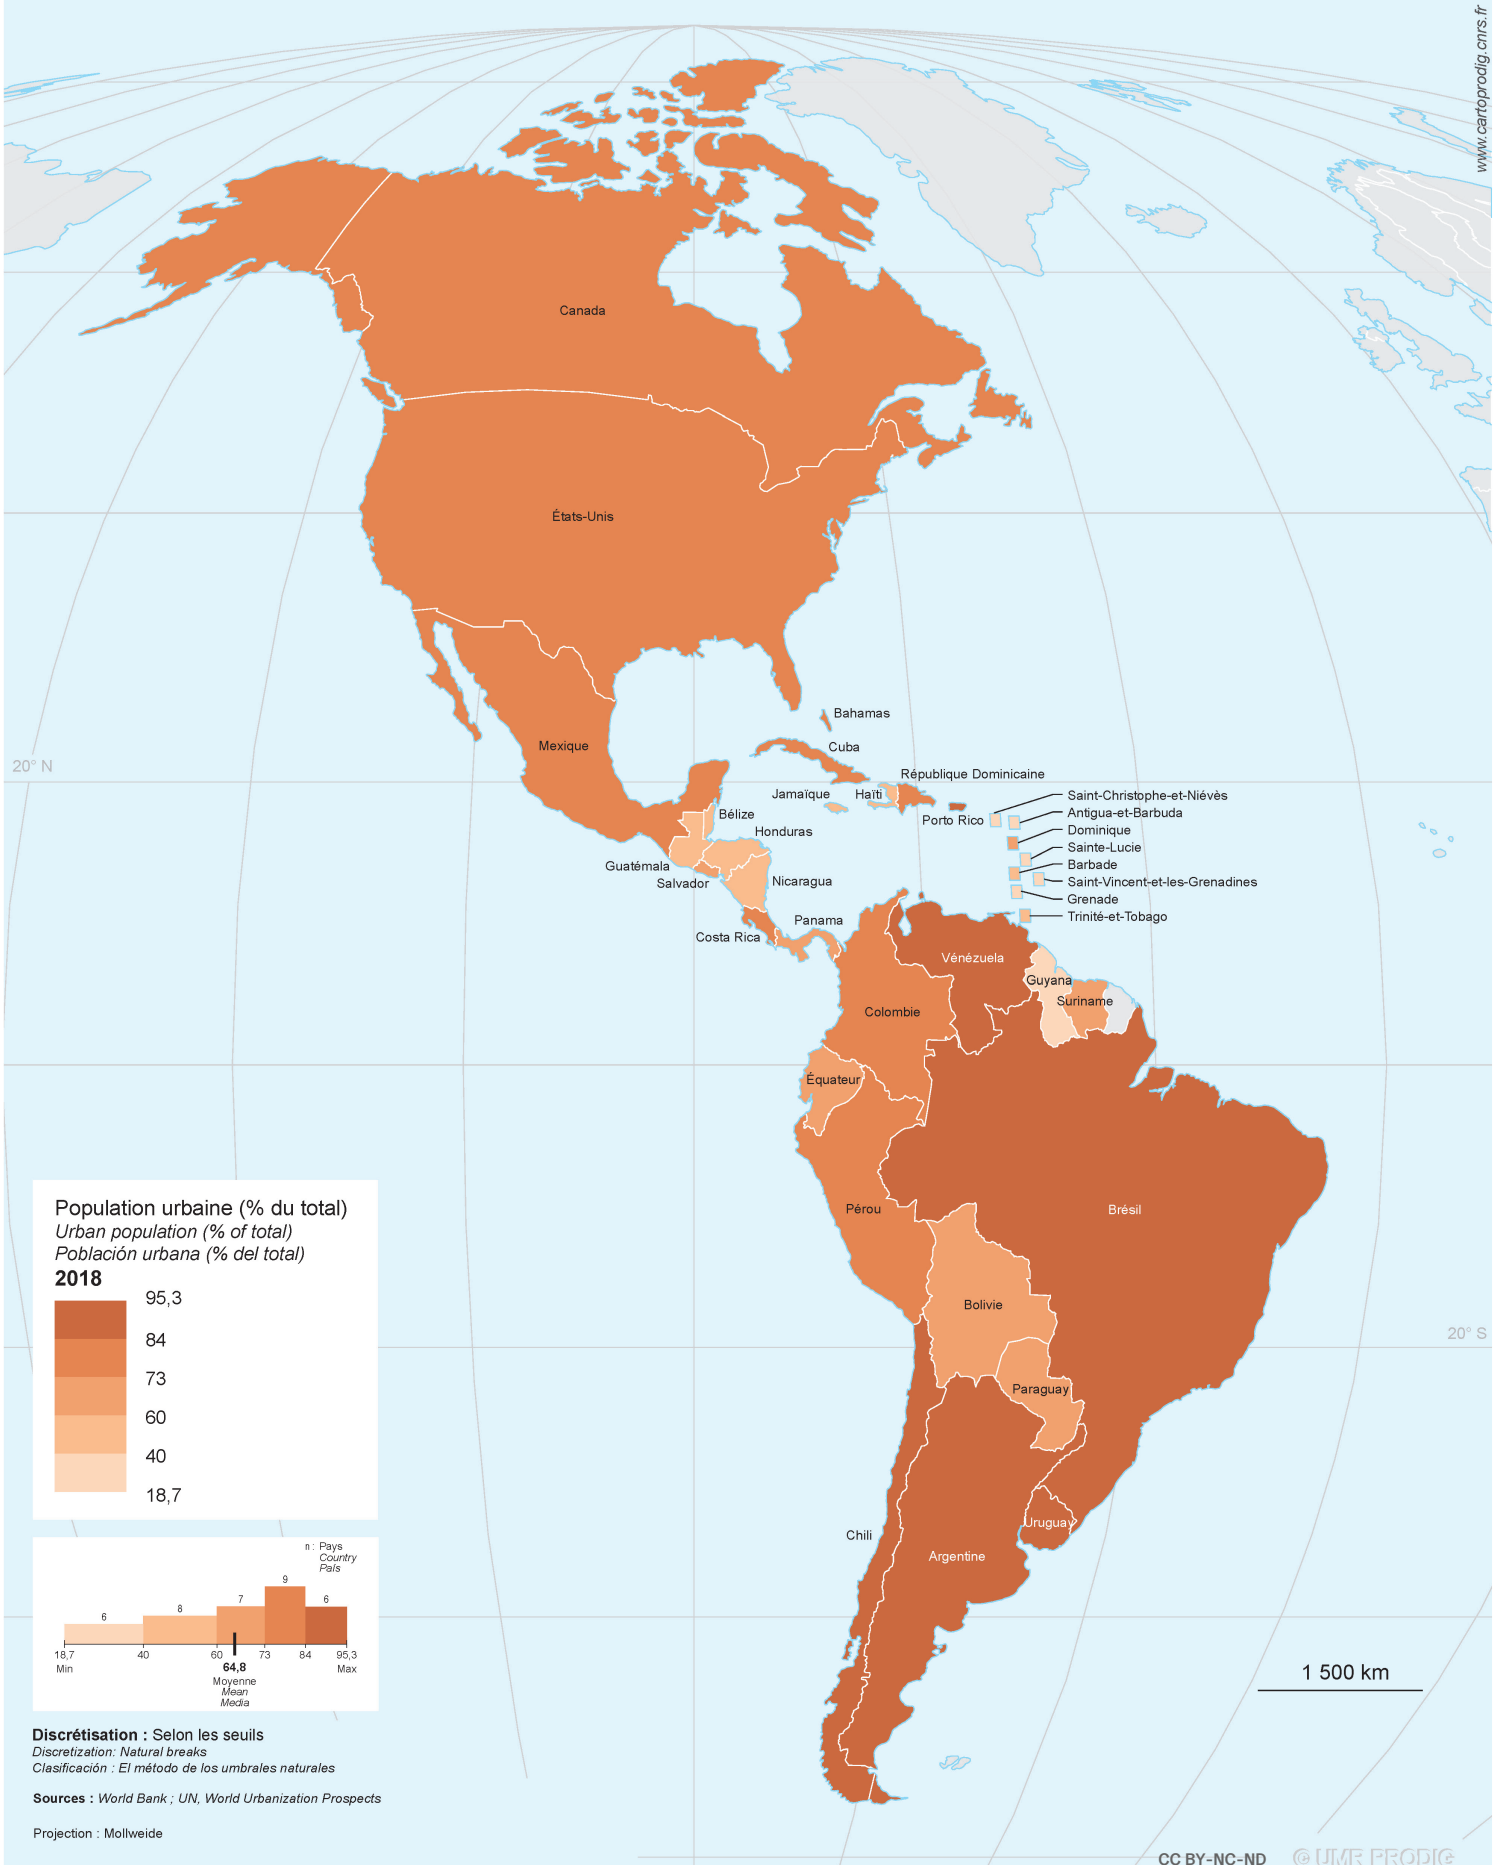 www.cartoprodig.cnrs.fr
Canada
États-Unis
Bahamas
Mexique
Cuba
20° N
République Dominicaine
Jamaïque
Haïti
Saint-Christophe-et-Niévès
Bélize
Porto Rico
Antigua-et-Barbuda
Honduras
Dominique
Sainte-Lucie
Guatémala
Barbade
Salvador
Nicaragua
Saint-Vincent-et-les-Grenadines
Grenade
Panama
Trinité-et-Tobago
Costa Rica
Vénézuela
Guyana
Suriname
Colombie
Équateur
Pérou
Brésil
Bolivie
20° S
Paraguay
Uruguay
Chili
Argentine
Population urbaine (% du total)
Urban population (% of total)
Población urbana (% del total)
2018
95,3
84
73
60
40
18,7
n : Pays
Country
País
6
8
7
9
6
18,7
40
60
73
84
95,3
Min
64,8
Max
Moyenne
Mean
Media
1 500 km
Discrétisation : Selon les seuils
Discretization: Natural breaks
Clasificación : El método de los umbrales naturales
Sources : World Bank ; UN, World Urbanization Prospects
Projection : Mollweide
CC BY-NC-ND
© UMR PRODIG